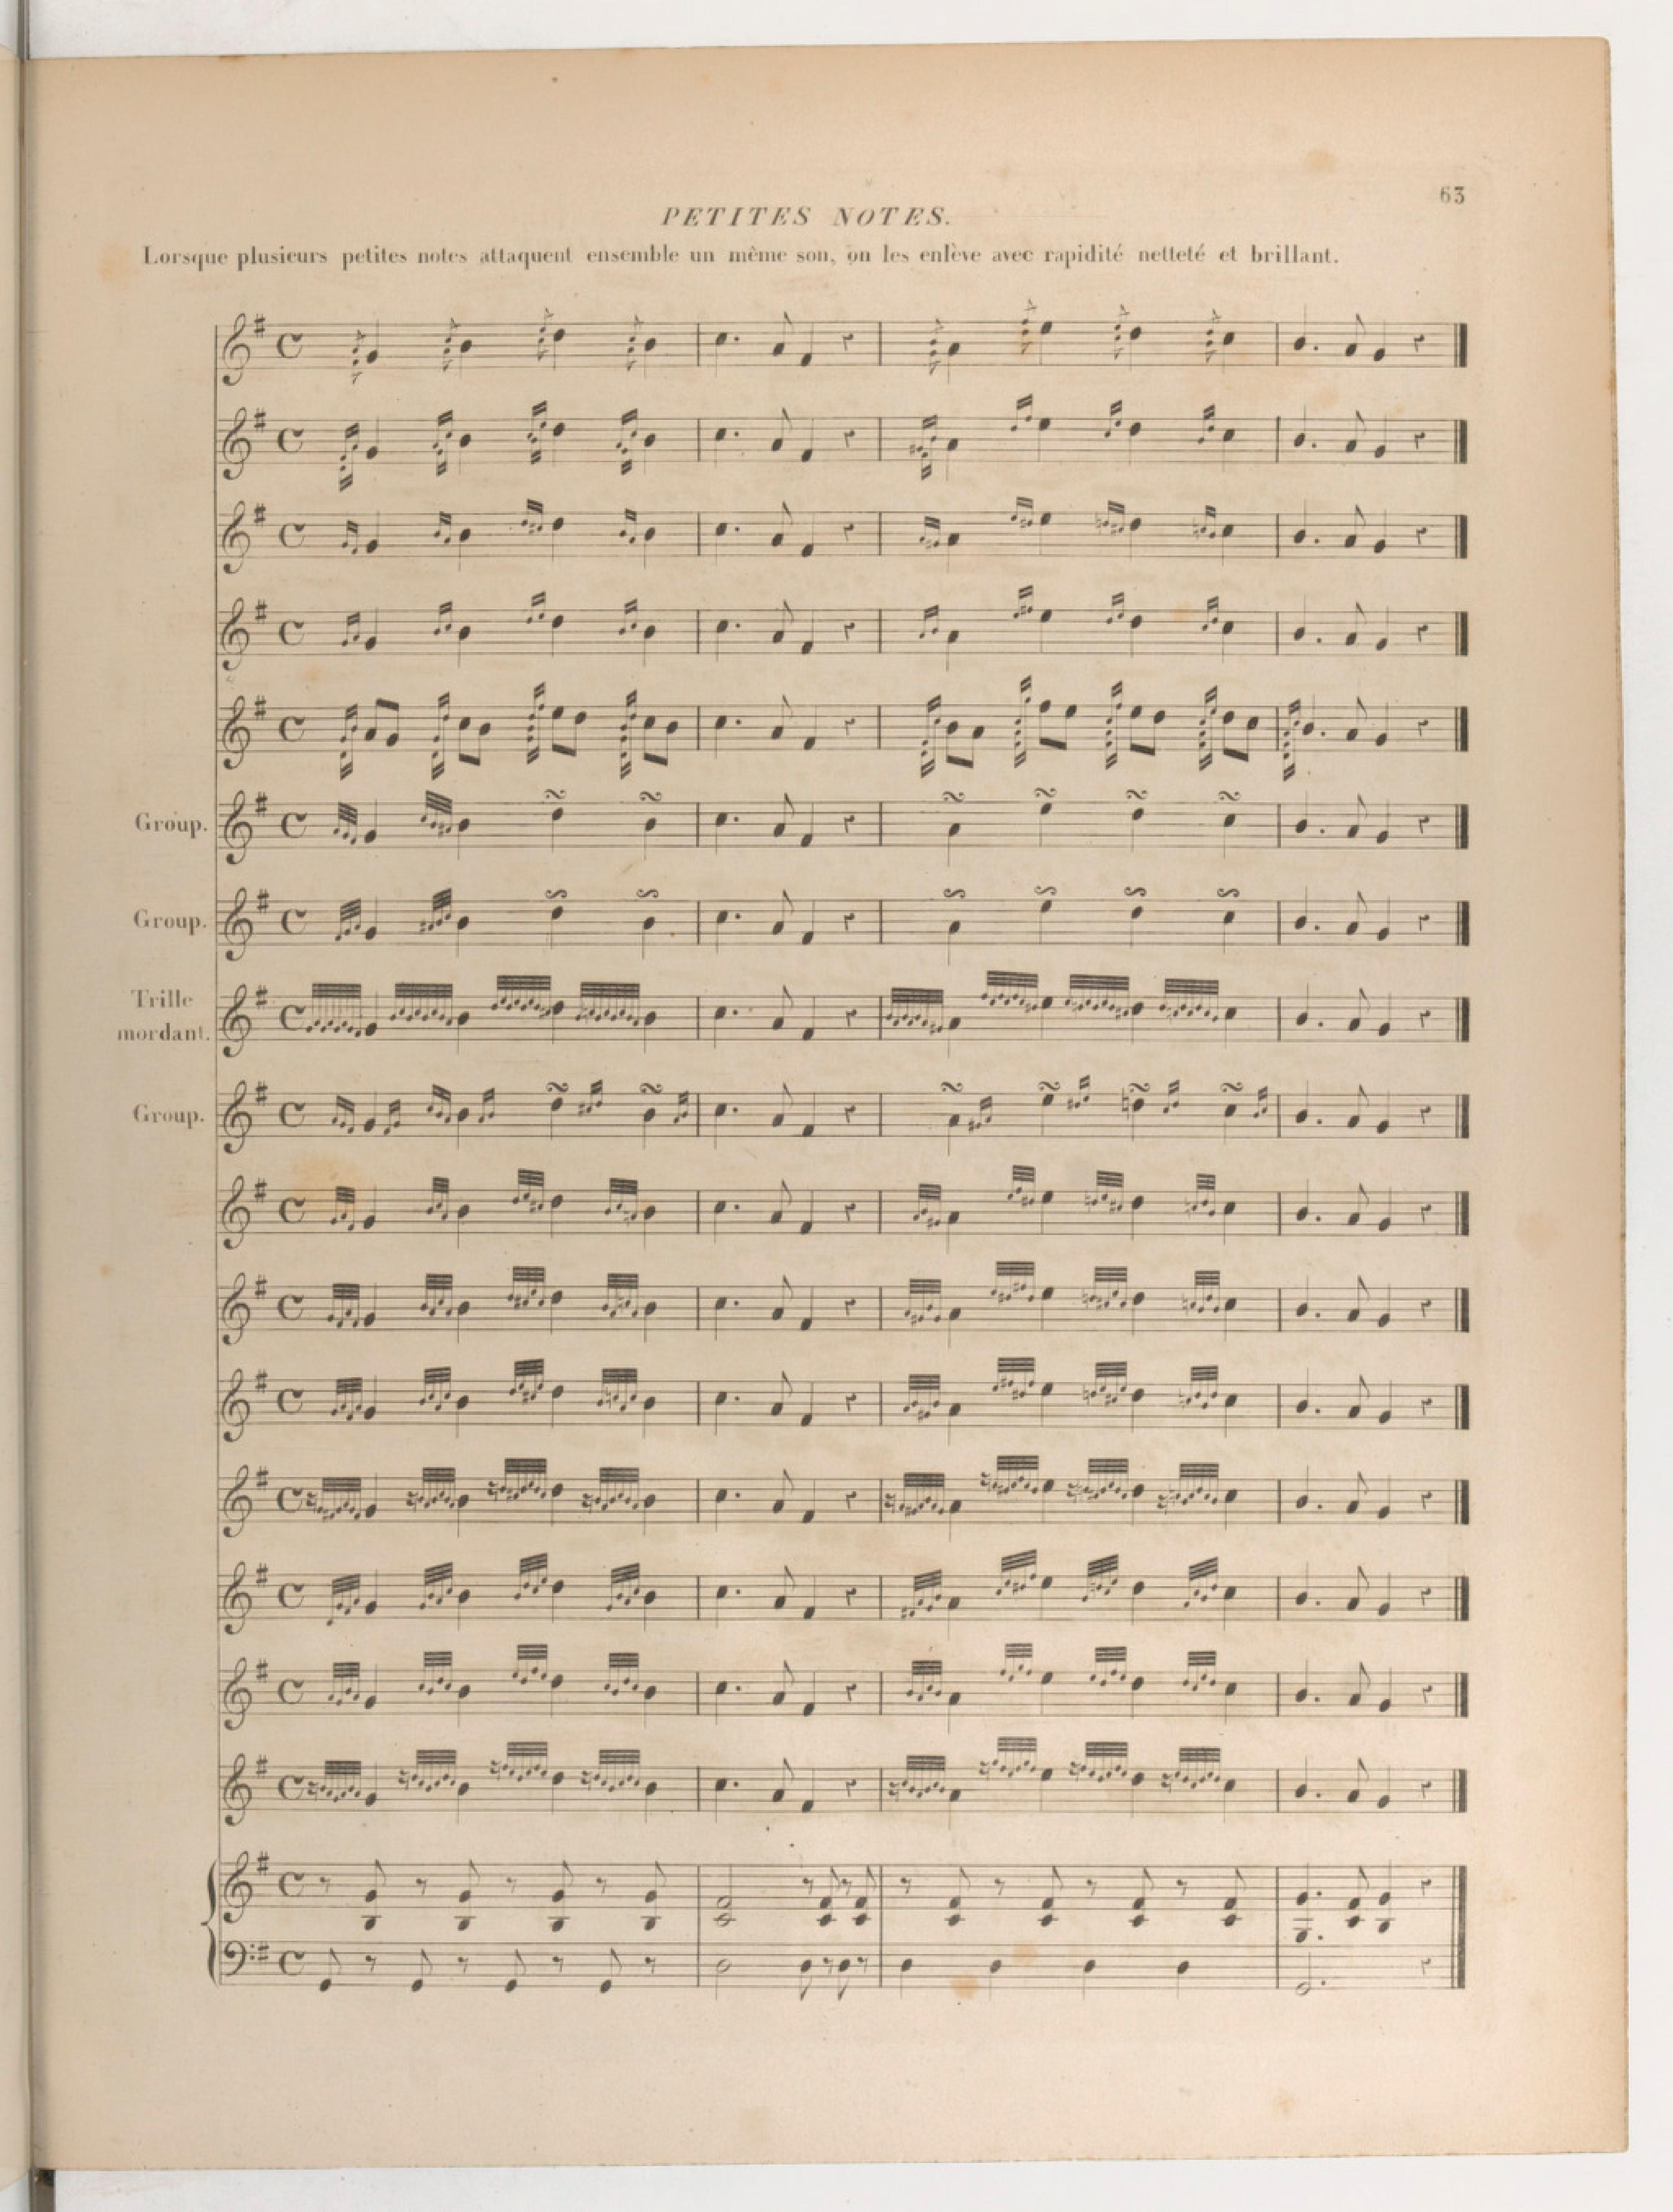 63
PETITES NOTES.
Lorsque plusieurs petites notes attaquent ensemble un même son, on les enlève avec rapidité netteté et brillant.
Group.
Group.
Trille
mordant.
Group.